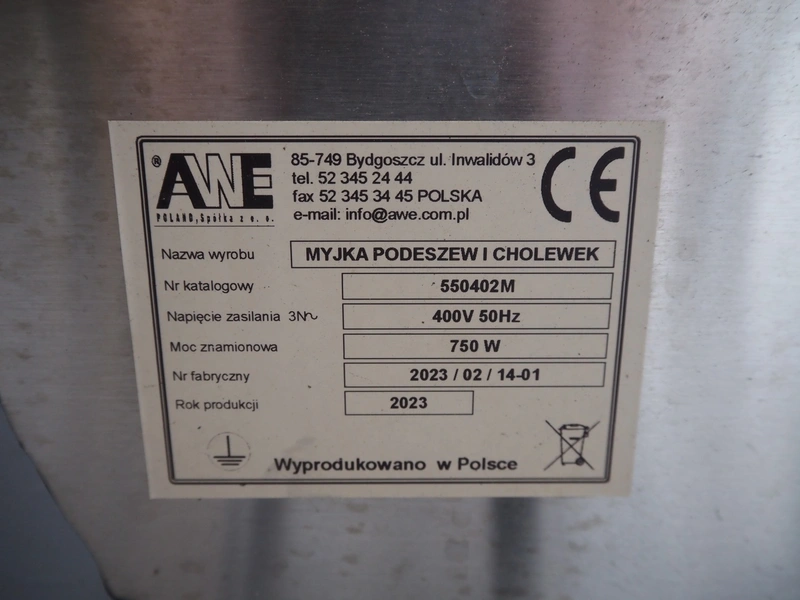 ® AWE
POLAND, Spółka z o. o.
85-749 Bydgoszcz ul. Inwalidów 3
tel. 52 345 24 44
fax 52 345 34 45 POLSKA
e-mail: info@awe.com.pl
CE
Nazwa wyrobu MYJKA PODESZEW I CHOLEWEK
Nr katalogowy 550402M
Napięcie zasilania 3N~ 400V 50Hz
Moc znamionowa 750 W
Nr fabryczny 2023 / 02 / 14-01
Rok produkcji 2023
Wyprodukowano w Polsce